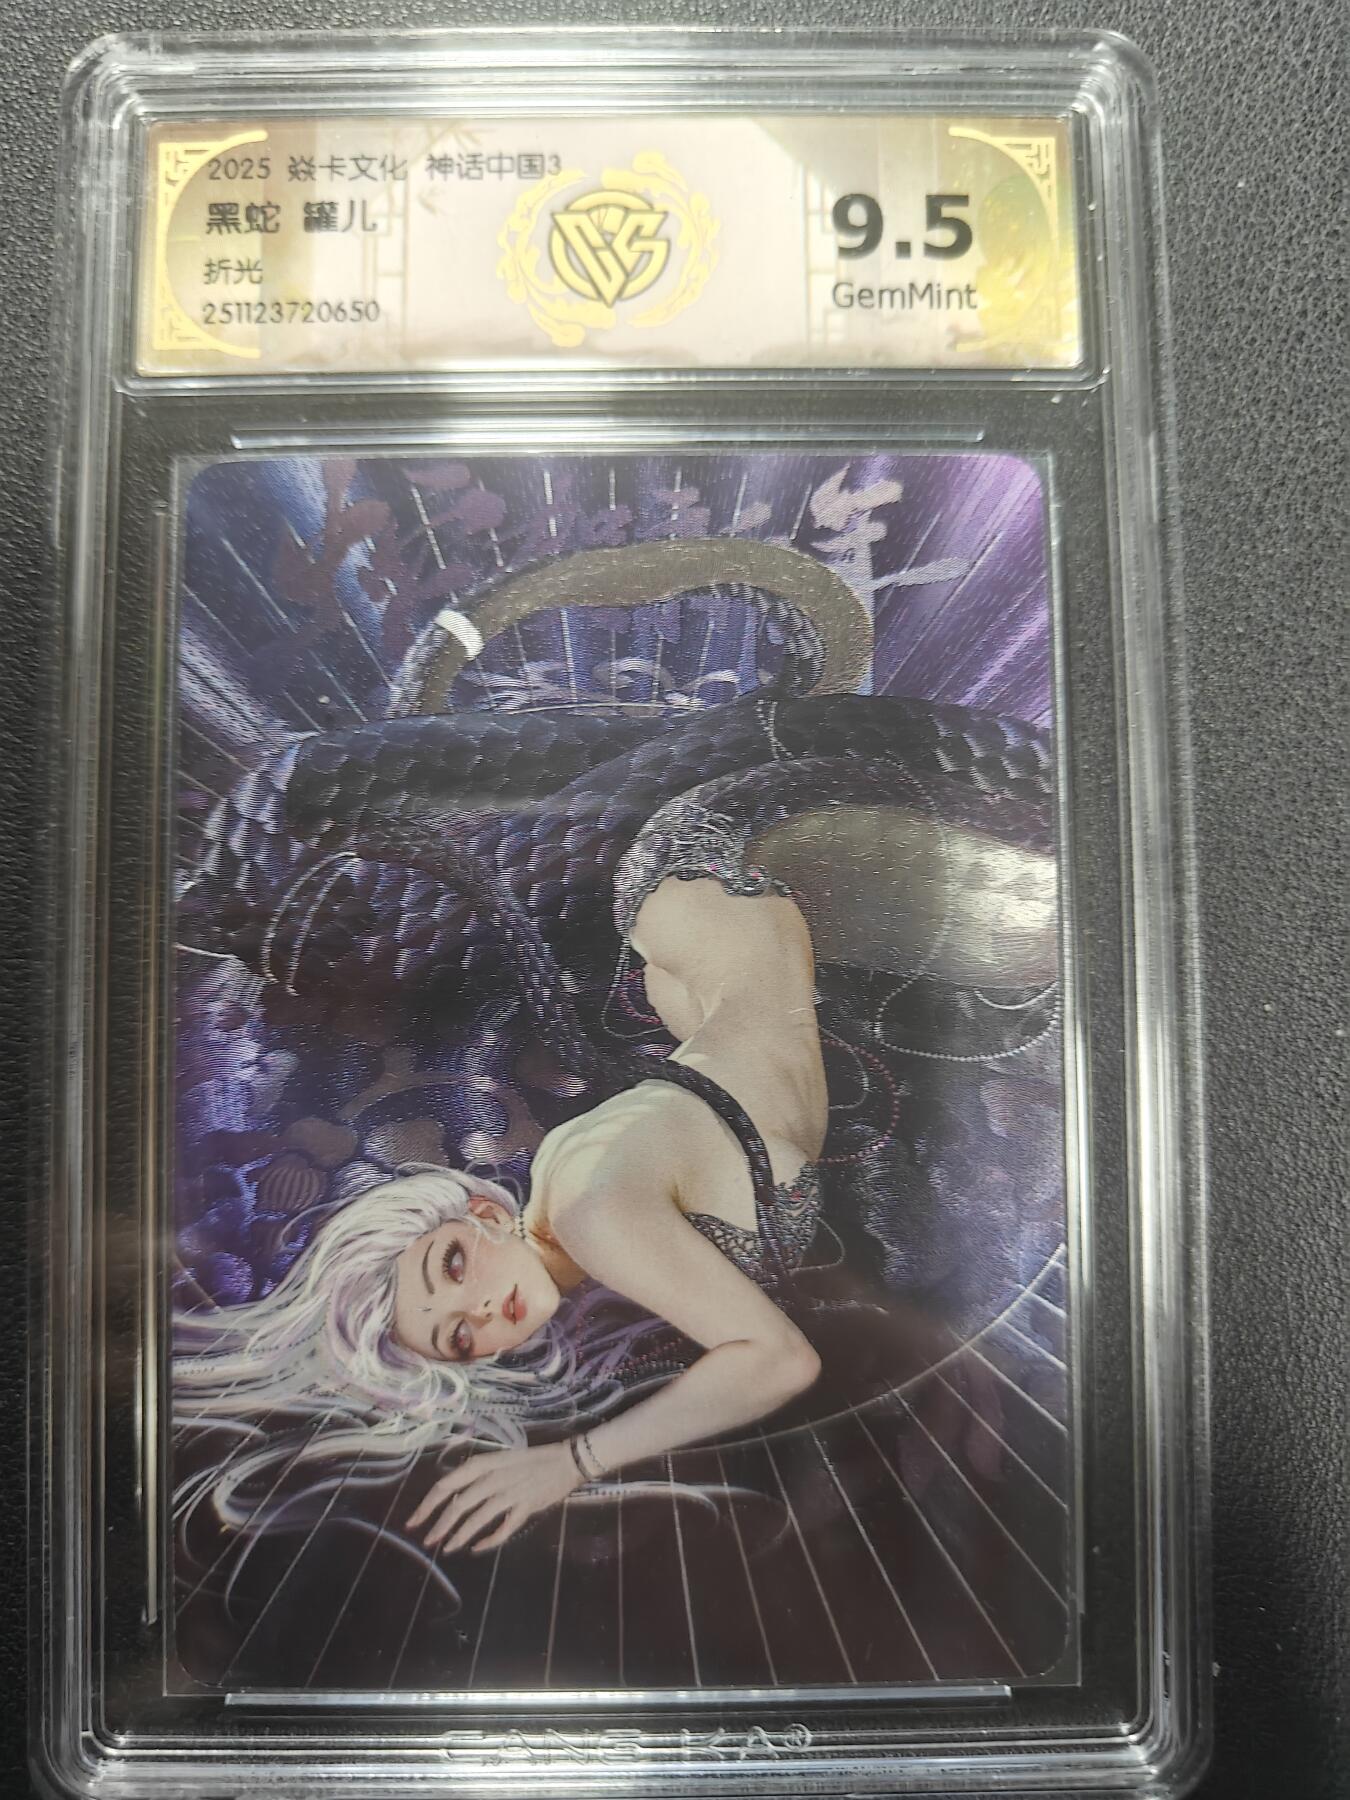 2025 焱卡文化 神话中国3
黑蛇 罐儿
折光
251123720650
CS
9.5
GemMint
CANG KA®